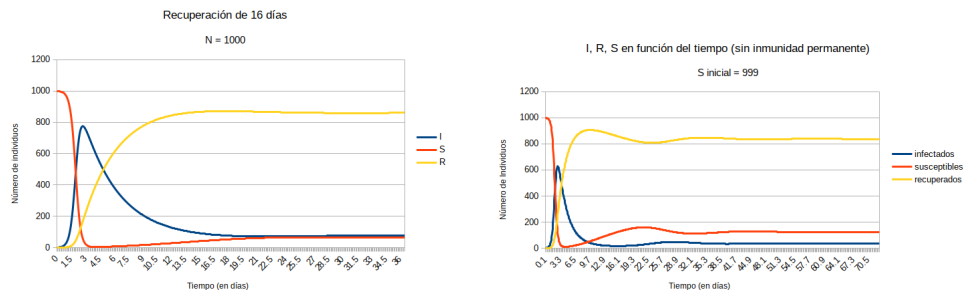 Recuperación de 16 días
N = 1000
1200
1000
800
600
400
200
0
Número de individuos
0 1.5 3 4.5 6 7.5 9 10.5 12 13.5 15 16.5 18 19.5 21 22.5 24 25.5 27 28.5 30 31.5 33 34.5 36
Tiempo (en días)
I
S
R
I, R, S en función del tiempo (sin inmunidad permanente)
S inicial = 999
1200
1000
800
600
400
200
0
Número de individuos
0.1 3.3 6.5 9.7 12.9 16.1 19.3 22.5 25.7 28.9 32.1 35.3 38.5 41.7 44.9 48.1 51.3 54.5 57.7 60.9 64.1 67.3 70.5
Tiempo (en días)
infectados
susceptibles
recuperados